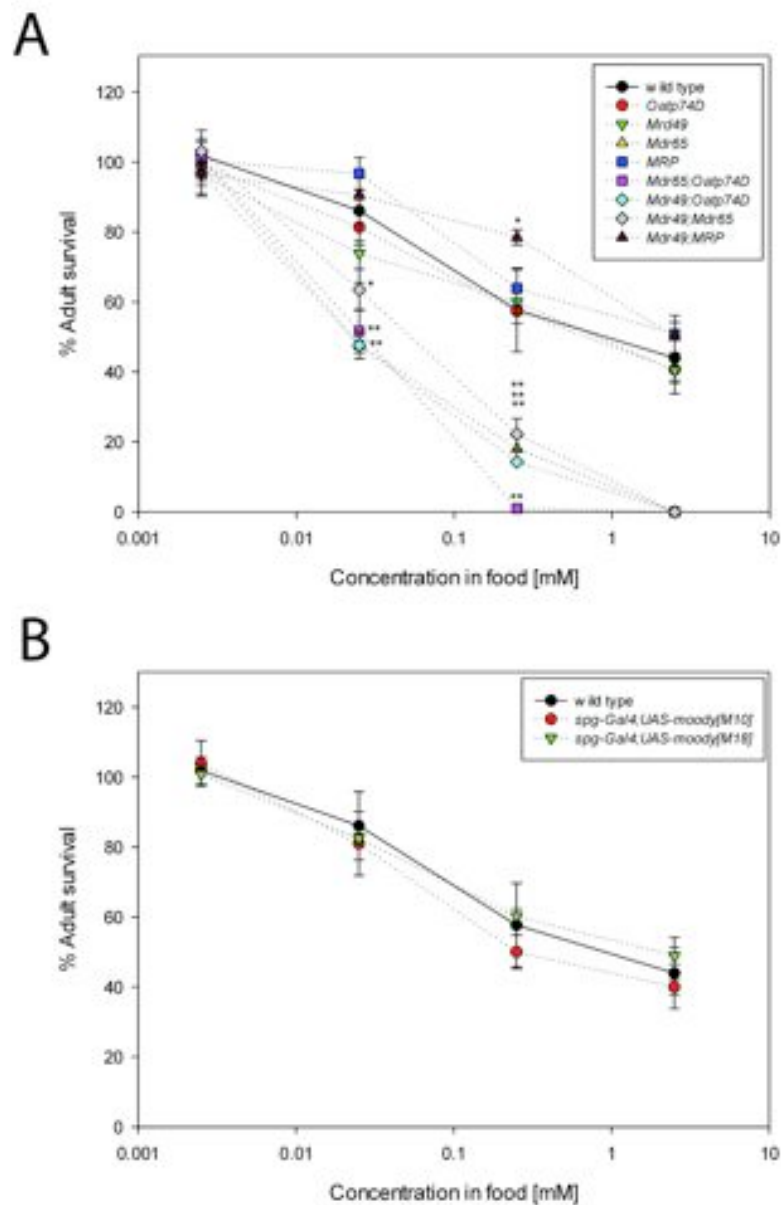 A
120
100
80
60
40
20
0
% Adult survival
wild type
Oatp74D
Mrd49
Mdr65
MRP
Mdr65;Oatp74D
Mdr49;Oatp74D
Mdr49;Mdr65
Mdr49;MRP
*
*
**
**
**
**
**
**
0.001 0.01 0.1 1 10
Concentration in food [mM]
B
120
100
80
60
40
20
0
% Adult survival
wild type
spg-Gal4;UAS-moody[M10]
spg-Gal4;UAS-moody[M18]
0.001 0.01 0.1 1 10
Concentration in food [mM]